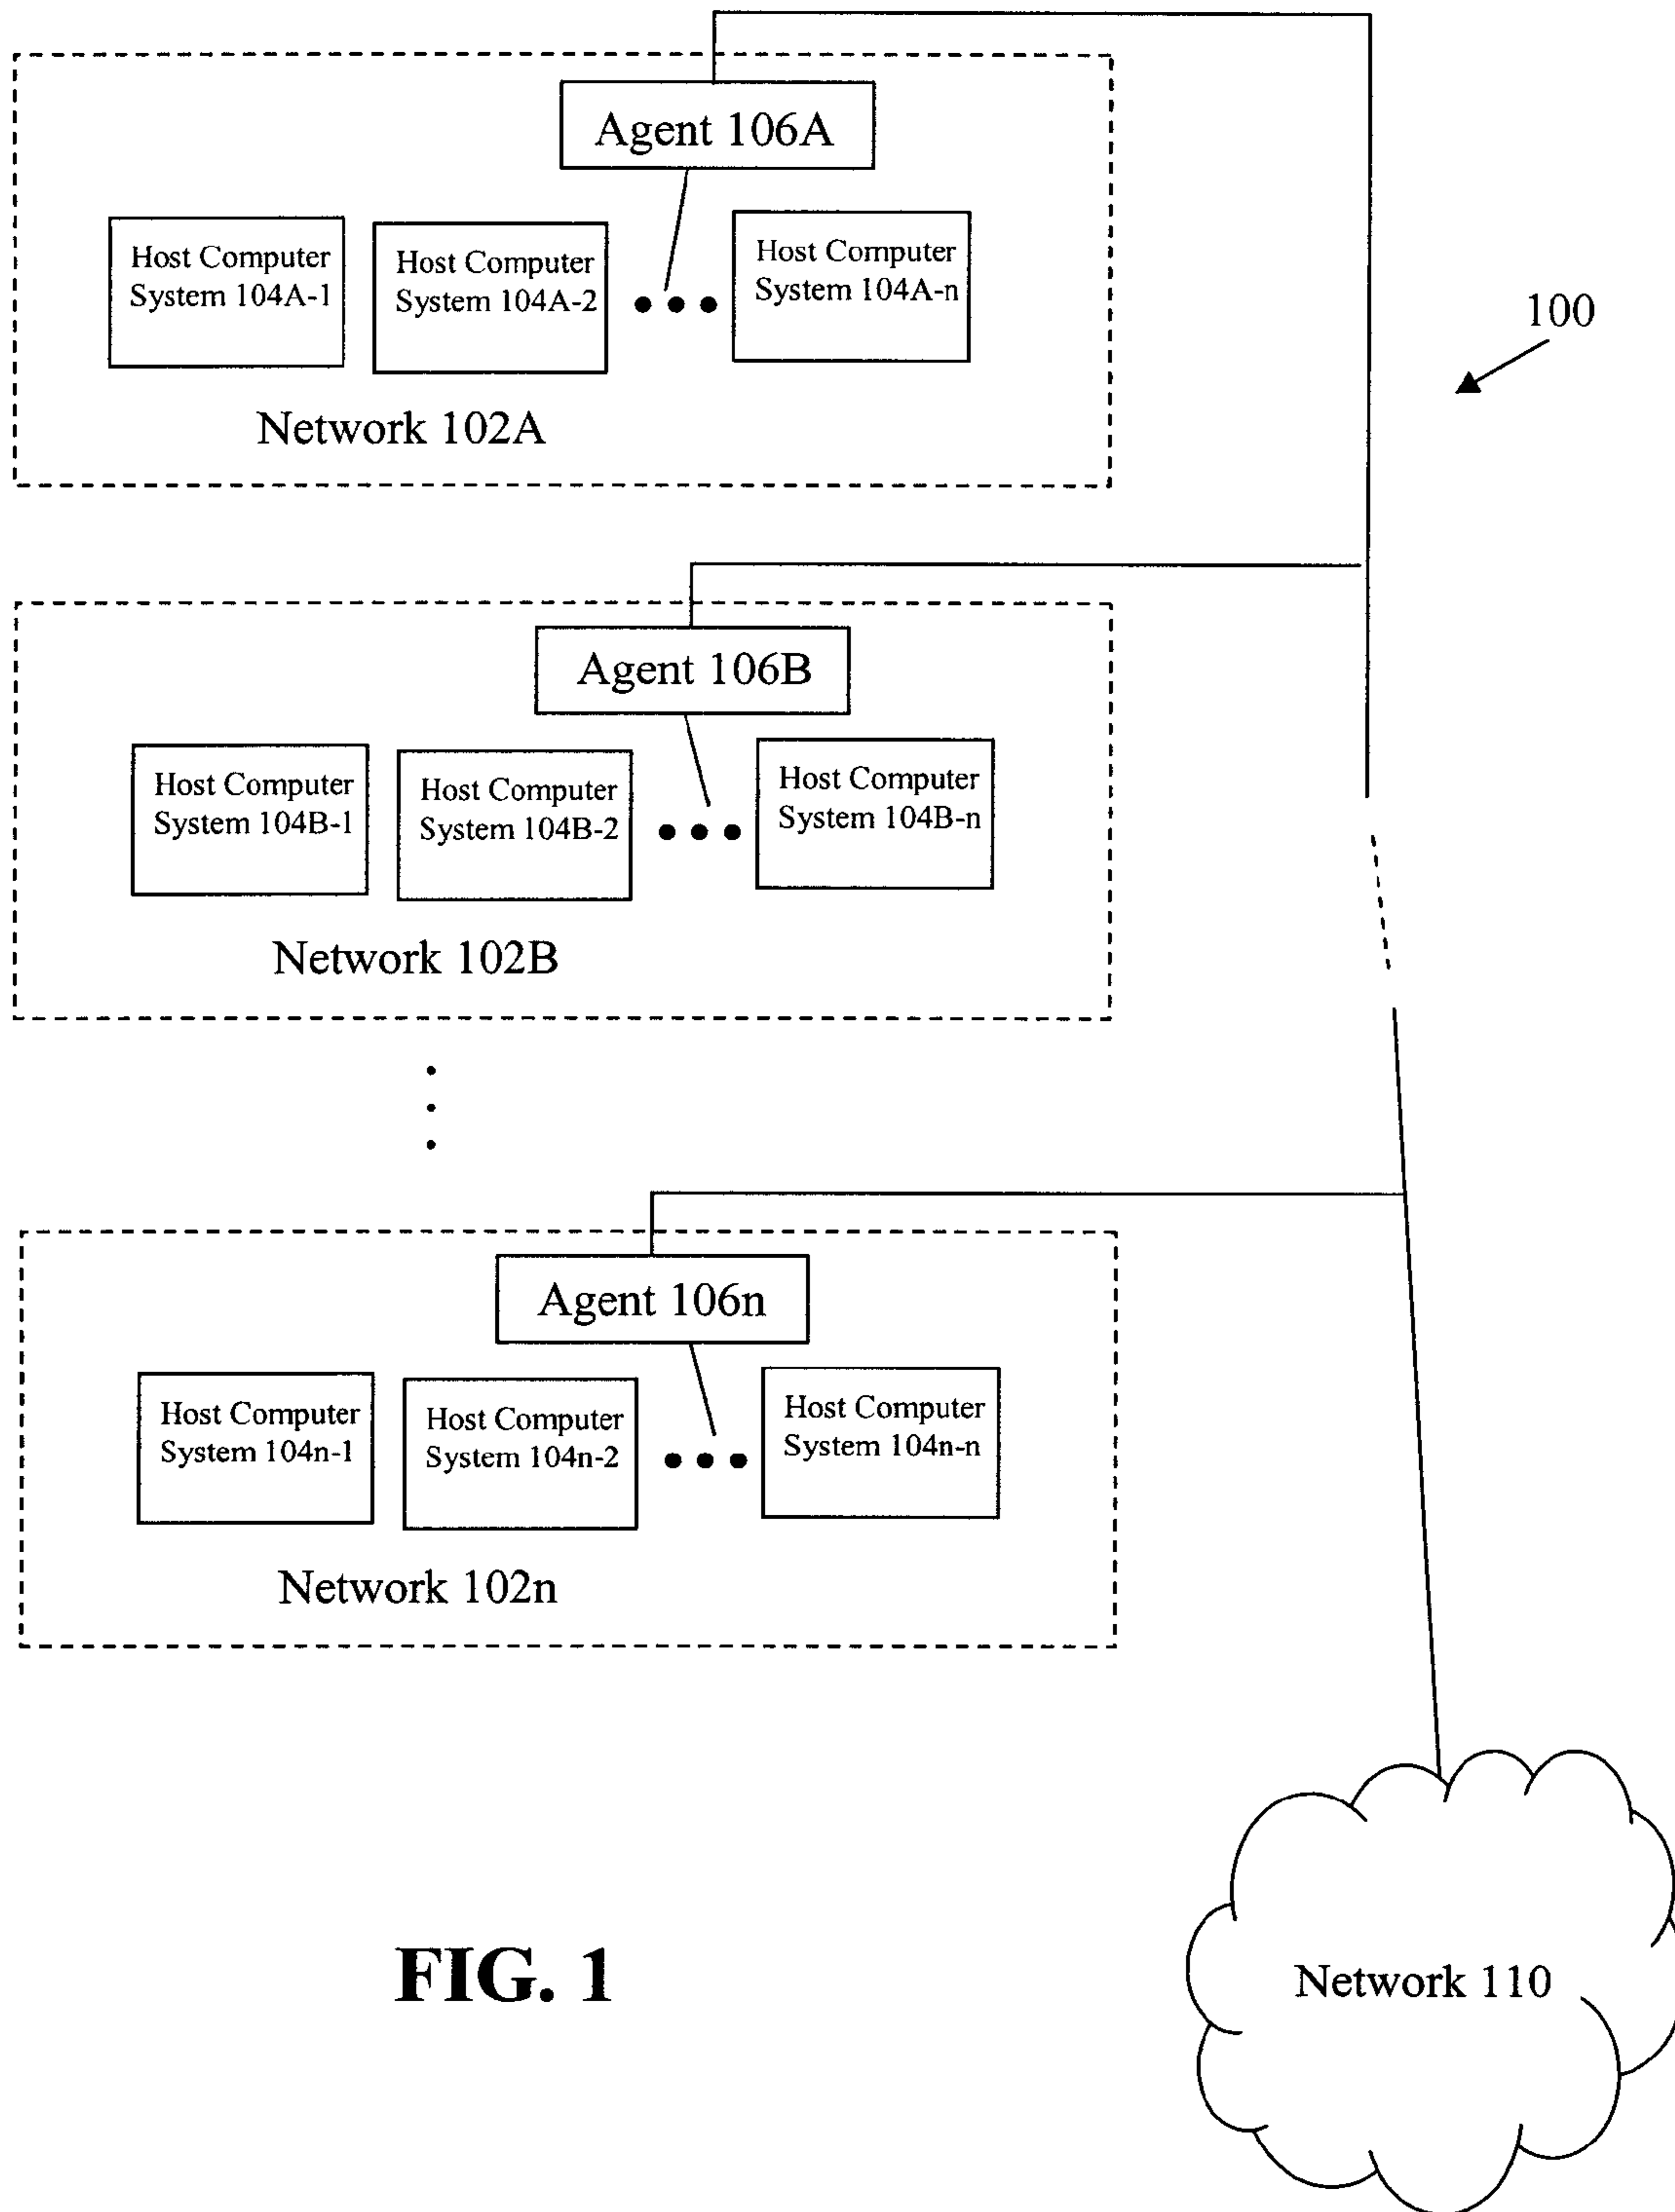 Agent 106A
Host Computer
System 104A-1
Host Computer
System 104A-2
Host Computer
System 104A-n
Network 102A
100
Agent 106B
Host Computer
System 104B-1
Host Computer
System 104B-2
Host Computer
System 104B-n
Network 102B
Agent 106n
Host Computer
System 104n-1
Host Computer
System 104n-2
Host Computer
System 104n-n
Network 102n
Network 110
FIG. 1